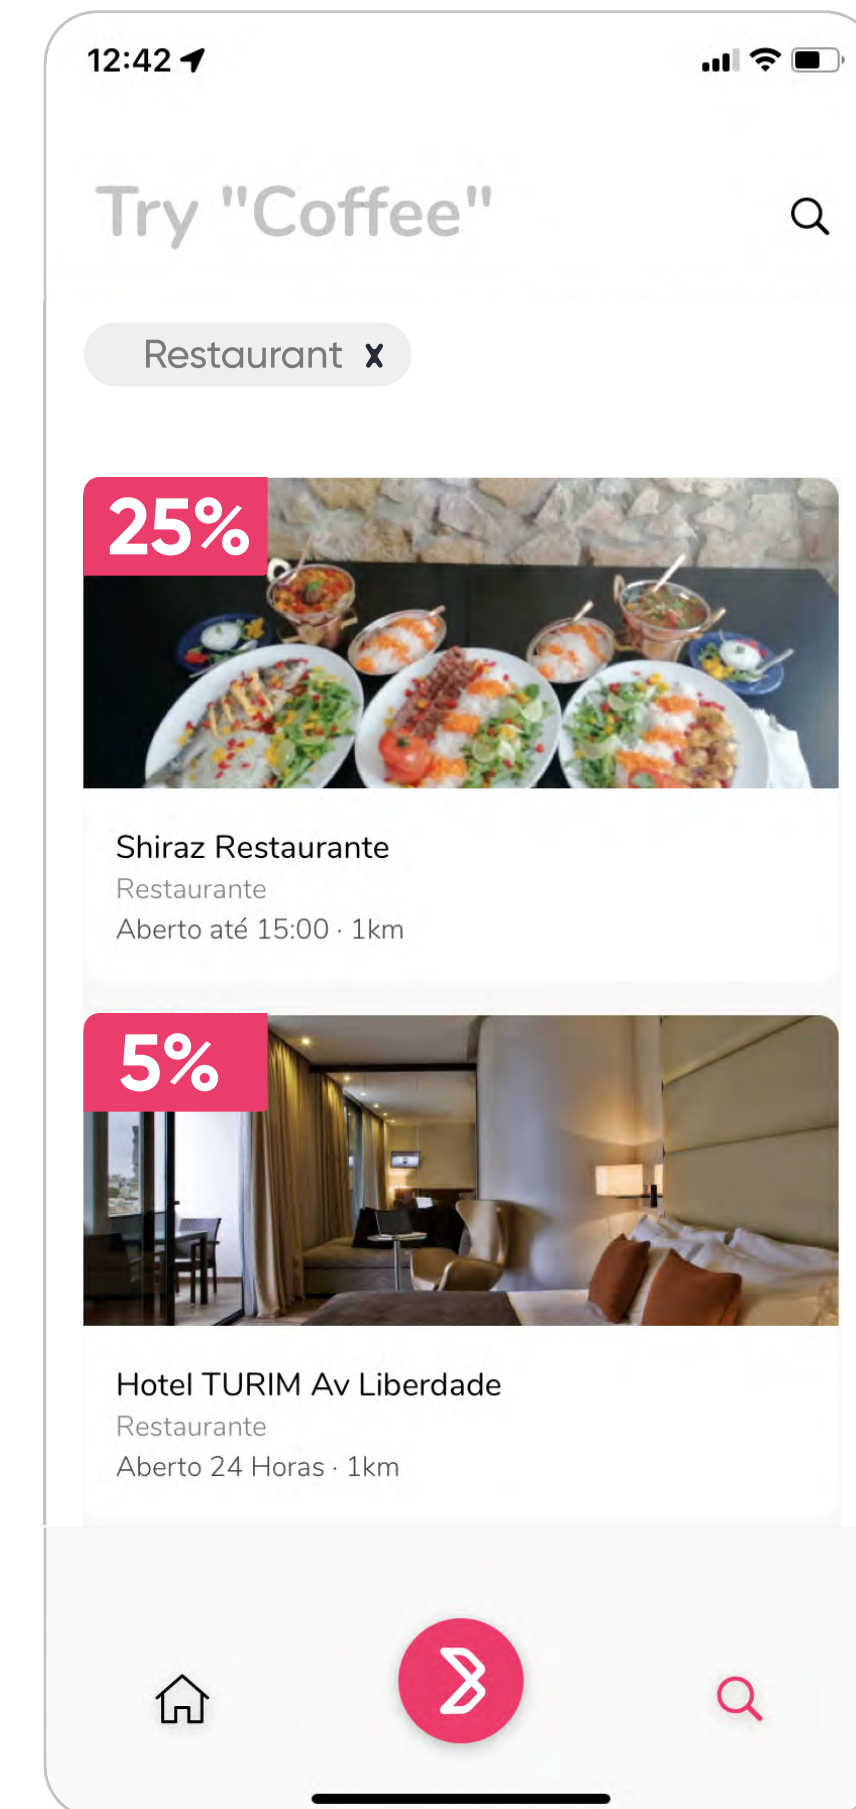 12:42
Try "Coffee"
Restaurant x
25%
Shiraz Restaurante
Restaurante
Aberto até 15:00 · 1km
5%
Hotel TURIM Av Liberdade
Restaurante
Aberto 24 Horas · 1km